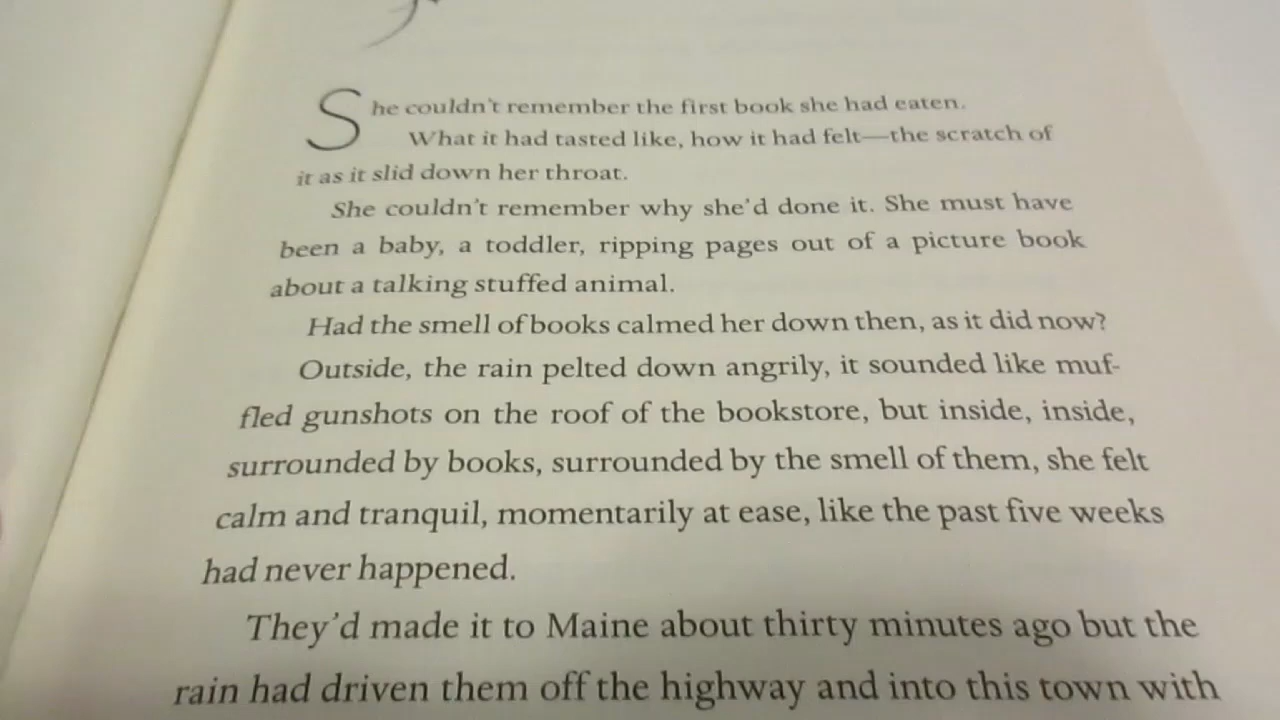 She couldn't remember the first book she had eaten.
What it had tasted like, how it had felt—the scratch of
it as it slid down her throat.
She couldn't remember why she'd done it. She must have
been a baby, a toddler, ripping pages out of a picture book
about a talking stuffed animal.
Had the smell of books calmed her down then, as it did now?
Outside, the rain pelted down angrily, it sounded like muf-
fled gunshots on the roof of the bookstore, but inside, inside,
surrounded by books, surrounded by the smell of them, she felt
calm and tranquil, momentarily at ease, like the past five weeks
had never happened.
They'd made it to Maine about thirty minutes ago but the
rain had driven them off the highway and into this town with